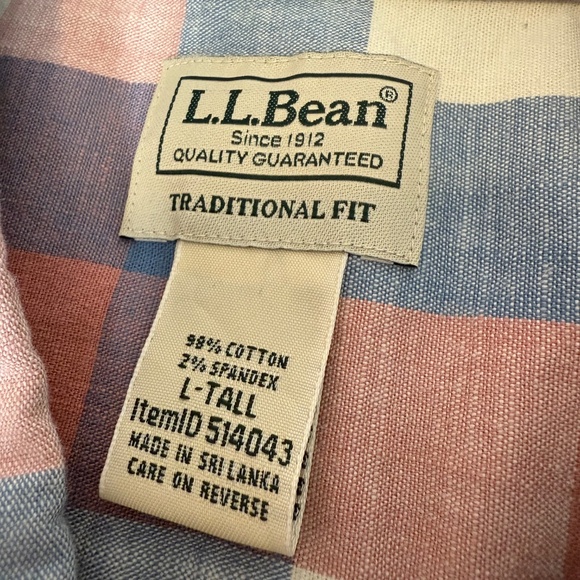 L.L.Bean®
Since 1912
QUALITY GUARANTEED
TRADITIONAL FIT
98% COTTON
2% SPANDEX
L-TALL
ItemID 514043
MADE IN SRI LANKA
CARE ON REVERSE